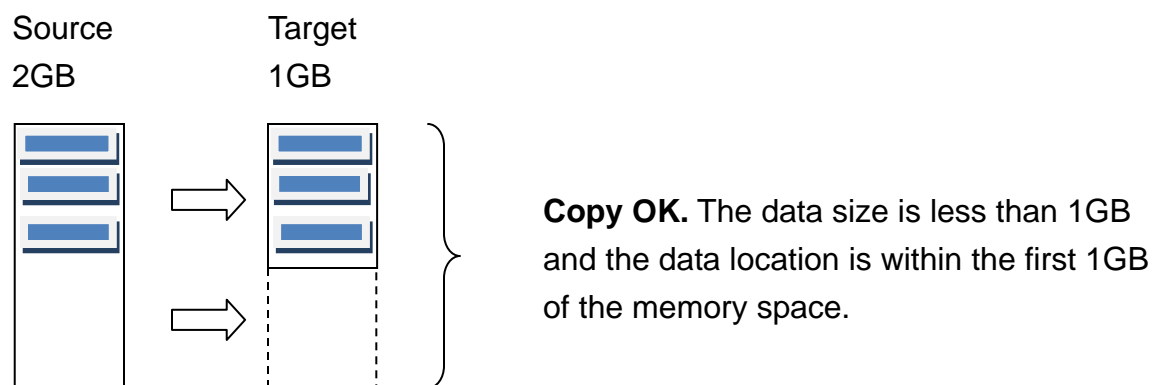 Source
Target
2GB
1GB
Copy OK. The data size is less than 1GB
and the data location is within the first 1GB
of the memory space.